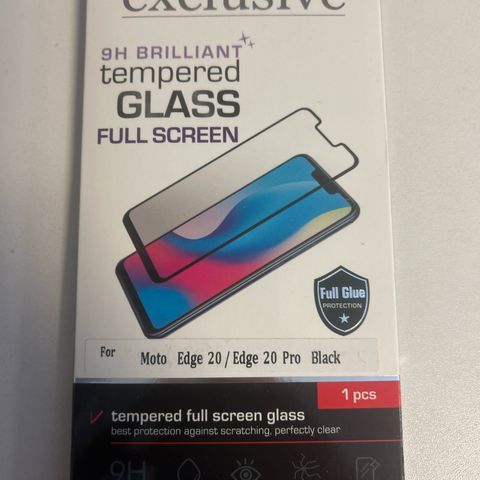 exclusive
9H BRILLIANT
tempered
GLASS
FULL SCREEN
Full Glue
PROTECTION
For Moto Edge 20 / Edge 20 Pro Black
1 pcs
tempered full screen glass
best protection against scratching, perfectly clear
9H